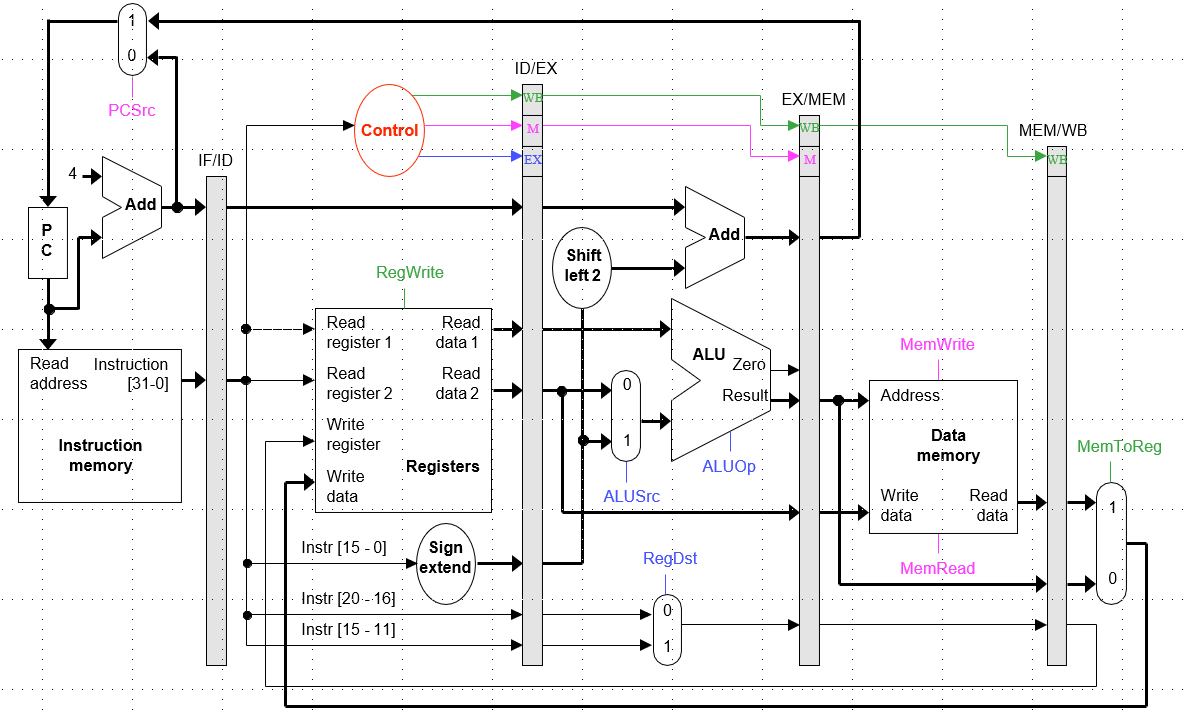 1
0
PCSrc
ID/EX
WB
M
EX
EX/MEM
WB
M
MEM/WB
WB
Control
IF/ID
4
Add
P
C
Add
Shift
left 2
RegWrite
Read
register 1
Read
data 1
Read
register 2
Read
data 2
Write
register
Write
data
Registers
Read
address
Instruction
[31-0]
Instruction
memory
0
1
ALUSrc
ALU
Zero
Result
ALUOp
MemWrite
Address
Data
memory
Write
data
Read
data
MemRead
MemToReg
1
0
Instr [15 - 0]
Sign
extend
Instr [20 - 16]
Instr [15 - 11]
RegDst
0
1